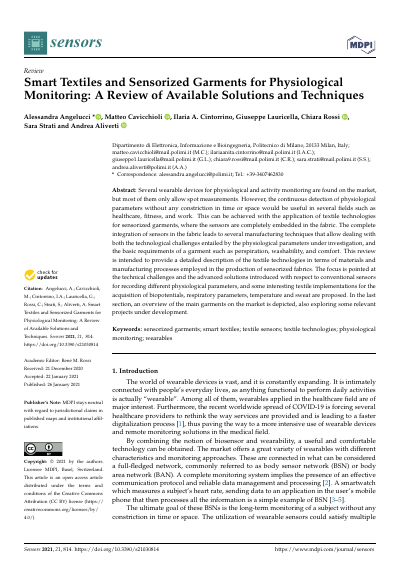 sensors
MDPI
Review
Smart Textiles and Sensorized Garments for Physiological
Monitoring: A Review of Available Solutions and Techniques
Alessandra Angelucci *, Matteo Cavicchioli, Ilaria A. Cintorrino, Giuseppe Lauricella, Chiara Rossi,
Sara Strati and Andrea Aliverti
Dipartimento di Elettronica, Informazione e Bioingegneria, Politecnico di Milano, 20133 Milan, Italy;
matteo.cavicchioli@mail.polimi.it (M.C.); ilariaanita.cintorrino@mail.polimi.it (I.A.C.);
giuseppe1.lauricella@mail.polimi.it (G.L.); chiara9.rossi@mail.polimi.it (C.R.); sara.strati@mail.polimi.it (S.S.);
andrea.aliverti@polimi.it (A.A.)
* Correspondence: alessandra.angelucci@polimi.it; Tel.: +39-3407462930
Abstract: Several wearable devices for physiological and activity monitoring are found on the market,
but most of them only allow spot measurements. However, the continuous detection of physiological
parameters without any constriction in time or space would be useful in several fields such as
healthcare, fitness, and work. This can be achieved with the application of textile technologies
for sensorized garments, where the sensors are completely embedded in the fabric. The complete
integration of sensors in the fabric leads to several manufacturing techniques that allow dealing with
both the technological challenges entailed by the physiological parameters under investigation, and
the basic requirements of a garment such as perspiration, washability, and comfort. This review
is intended to provide a detailed description of the textile technologies in terms of materials and
manufacturing processes employed in the production of sensorized fabrics. The focus is pointed at
the technical challenges and the advanced solutions introduced with respect to conventional sensors
for recording different physiological parameters, and some interesting textile implementations for the
acquisition of biopotentials, respiratory parameters, temperature and sweat are proposed. In the last
section, an overview of the main garments on the market is depicted, also exploring some relevant
projects under development.
Keywords: sensorized garments; smart textiles; textile sensors; textile technologies; physiological
monitoring; wearables
check for
updates
Citation: Angelucci, A.; Cavicchioli,
M.; Cintorrino, I.A.; Lauricella, G.;
Rossi, C.; Strati, S.; Aliverti, A. Smart
Textiles and Sensorized Garments for
Physiological Monitoring: A Review
of Available Solutions and
Techniques. Sensors 2021, 21, 814.
https://doi.org/10.3390/s21030814
Academic Editor: René M. Rossi
Received: 21 December 2020
Accepted: 22 January 2021
Published: 26 January 2021
Publisher's Note: MDPI stays neutral
with regard to jurisdictional claims in
published maps and institutional affil-
iations.
CC BY
Copyright: © 2021 by the authors.
Licensee MDPI, Basel, Switzerland.
This article is an open access article
distributed under the terms and
conditions of the Creative Commons
Attribution (CC BY) license (https://
creativecommons.org/licenses/by/
4.0/).
1. Introduction
The world of wearable devices is vast, and it is constantly expanding. It is intimately
connected with people's everyday lives, as anything functional to perform daily activities
is actually "wearable". Among all of them, wearables applied in the healthcare field are of
major interest. Furthermore, the recent worldwide spread of COVID-19 is forcing several
healthcare providers to rethink the way services are provided and is leading to a faster
digitalization process [1], thus paving the way to a more intensive use of wearable devices
and remote monitoring solutions in the medical field.
By combining the notion of biosensor and wearability, a useful and comfortable
technology can be obtained. The market offers a great variety of wearables with different
characteristics and monitoring approaches. These are connected in what can be considered
a full-fledged network, commonly referred to as body sensor network (BSN) or body
area network (BAN). A complete monitoring system implies the presence of an effective
communication protocol and reliable data management and processing [2]. A smartwatch
which measures a subject's heart rate, sending data to an application in the user's mobile
phone that then processes all the information is a simple example of BSN [3–5].
The ultimate goal of these BSNs is the long-term monitoring of a subject without any
constriction in time or space. The utilization of wearable sensors could satisfy multiple
Sensors 2021, 21, 814. https://doi.org/10.3390/s21030814
https://www.mdpi.com/journal/sensors